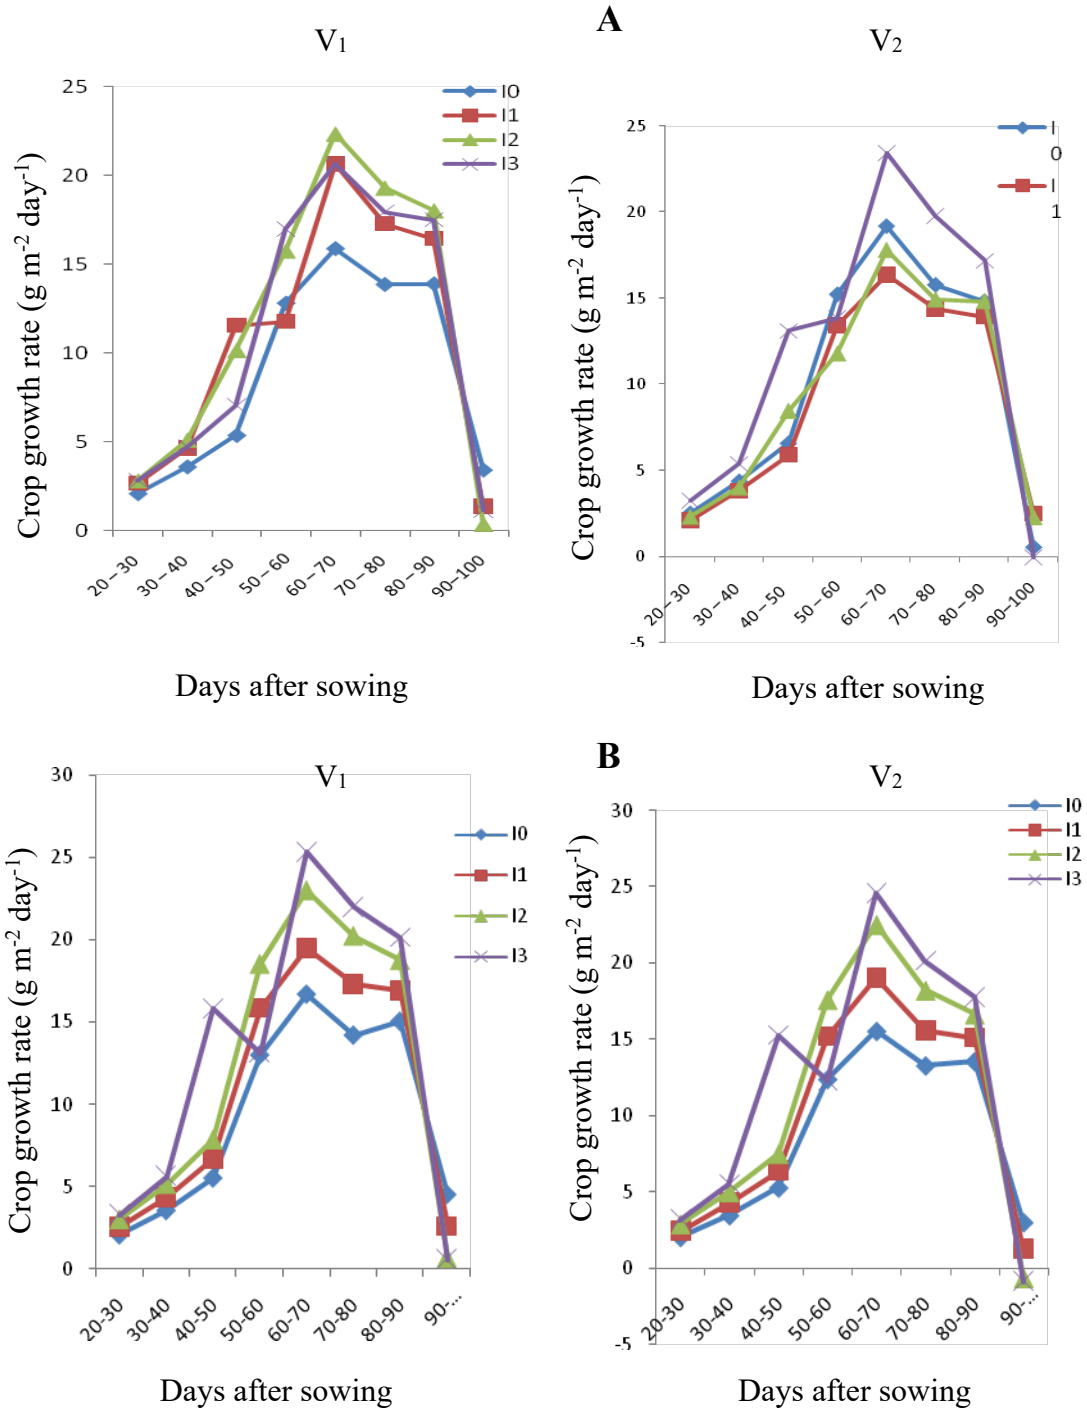 A
V1
V2
25
20
15
10
5
0
I0
I1
I2
I3
Crop growth rate (g m-2 day-1)
20–30
30–40
40–50
50–60
60–70
70–80
80–90
90–100
Days after sowing
25
20
15
10
5
0
-5
I
0
I
1
Crop growth rate (g m-2 day-1)
20–30
30–40
40–50
50–60
60–70
70–80
80–90
90–100
Days after sowing
B
V1
V2
30
25
20
15
10
5
0
I0
I1
I2
I3
Crop growth rate (g m-2 day-1)
20-30
30-40
40-50
50-60
60-70
70-80
80-90
90-...
Days after sowing
30
25
20
15
10
5
0
-5
I0
I1
I2
I3
Crop growth rate (g m-2 day-1)
20-30
30-40
40-50
50-60
60-70
70-80
80-90
90-...
Days after sowing